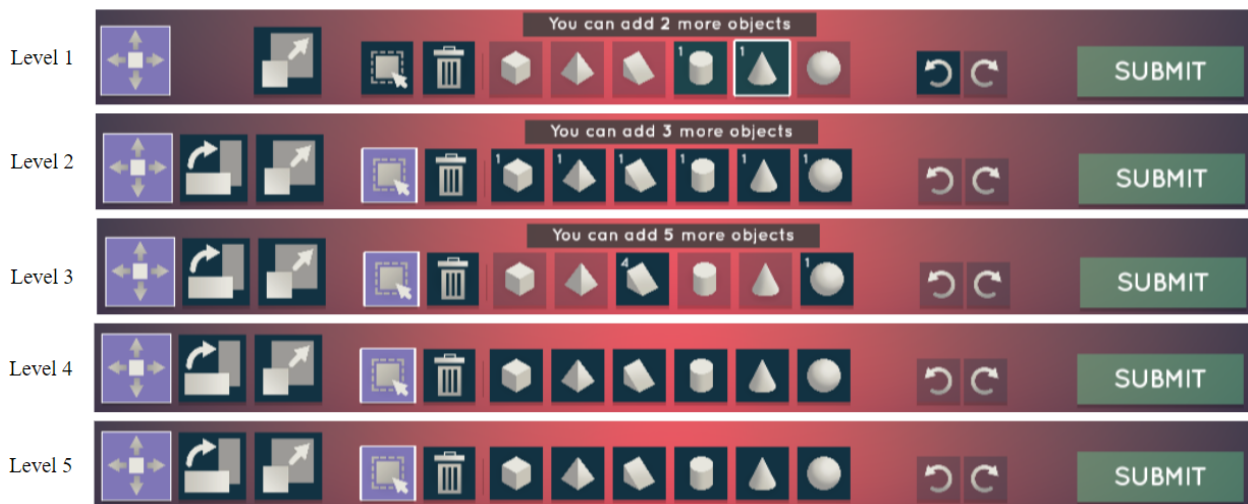 You can add 2 more objects
Level 1
1 1
SUBMIT
You can add 3 more objects
Level 2
1 1 1 1 1 1
SUBMIT
You can add 5 more objects
Level 3
4 1
SUBMIT
Level 4
SUBMIT
Level 5
SUBMIT